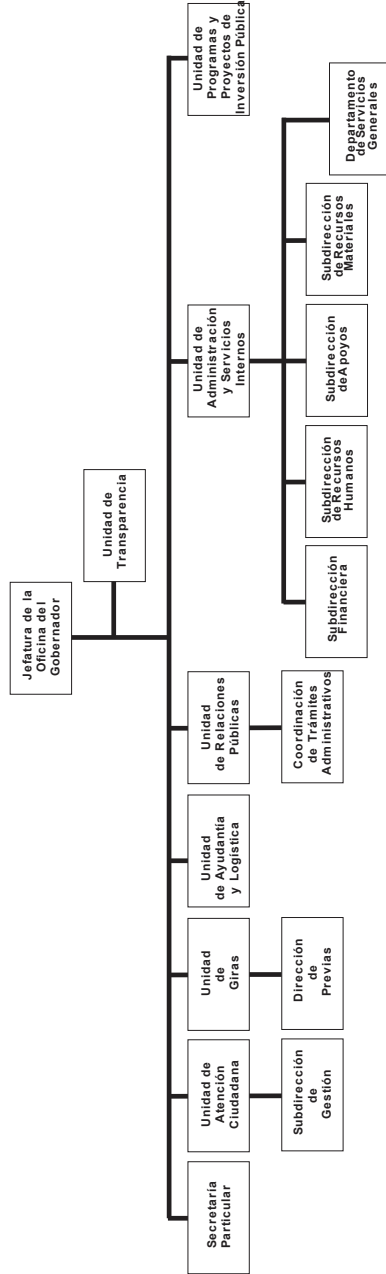 Jefatura de la
Oficina del
Gobernador
Unidad de
Transparencia
Secretaría
Particular
Unidad de
Atención
Ciudadana
Unidad
de
Giras
Unidad
de Ayudantía
y Logística
Unidad
de Relaciones
Públicas
Unidad de
Administración
y Servicios
Internos
Unidad de
Programas y
Proyectos de
Inversión Pública
Subdirección
de
Gestión
Dirección
de
Previas
Coordinación
de Trámites
Administrativos
Subdirección
Financiera
Subdirección
de Recursos
Humanos
Subdirección
de Apoyos
Subdirección
de Recursos
Materiales
Departamento
de Servicios
Generales